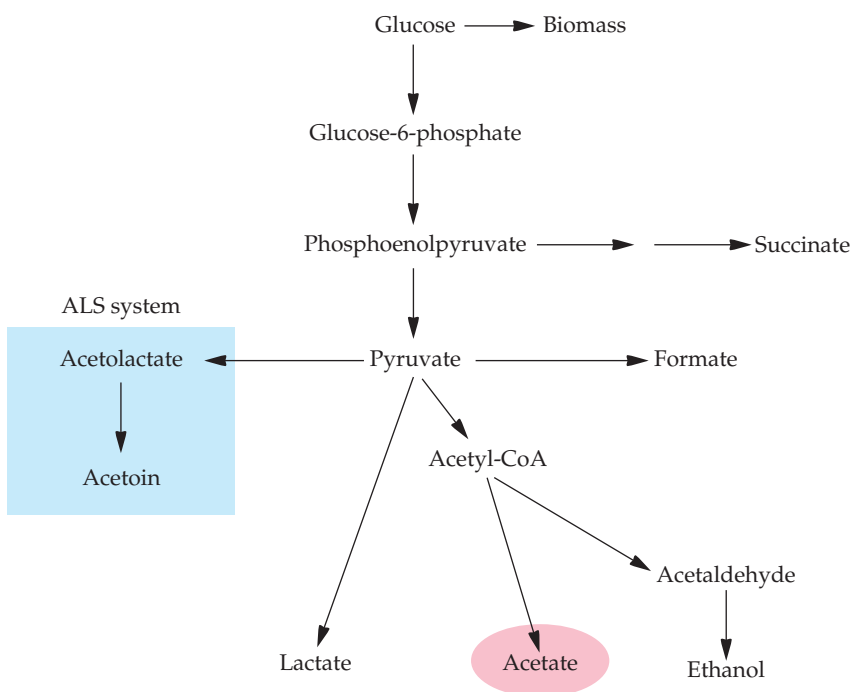 Glucose
Biomass
Glucose-6-phosphate
Phosphoenolpyruvate
Succinate
ALS system
Acetolactate
Pyruvate
Formate
Acetyl-CoA
Acetoin
Acetaldehyde
Lactate
Acetate
Ethanol